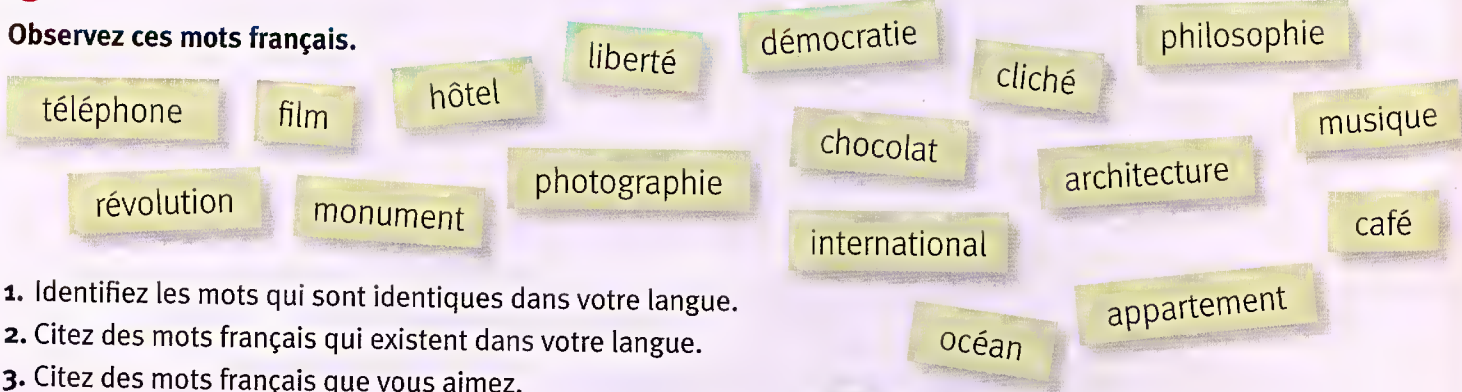 Observez ces mots français.
téléphone
film
hôtel
liberté
démocratie
cliché
philosophie
musique
révolution
monument
photographie
chocolat
architecture
café
international
océan
appartement
1. Identifiez les mots qui sont identiques dans votre langue.
2. Citez des mots français qui existent dans votre langue.
3. Citez des mots français que vous aimez.